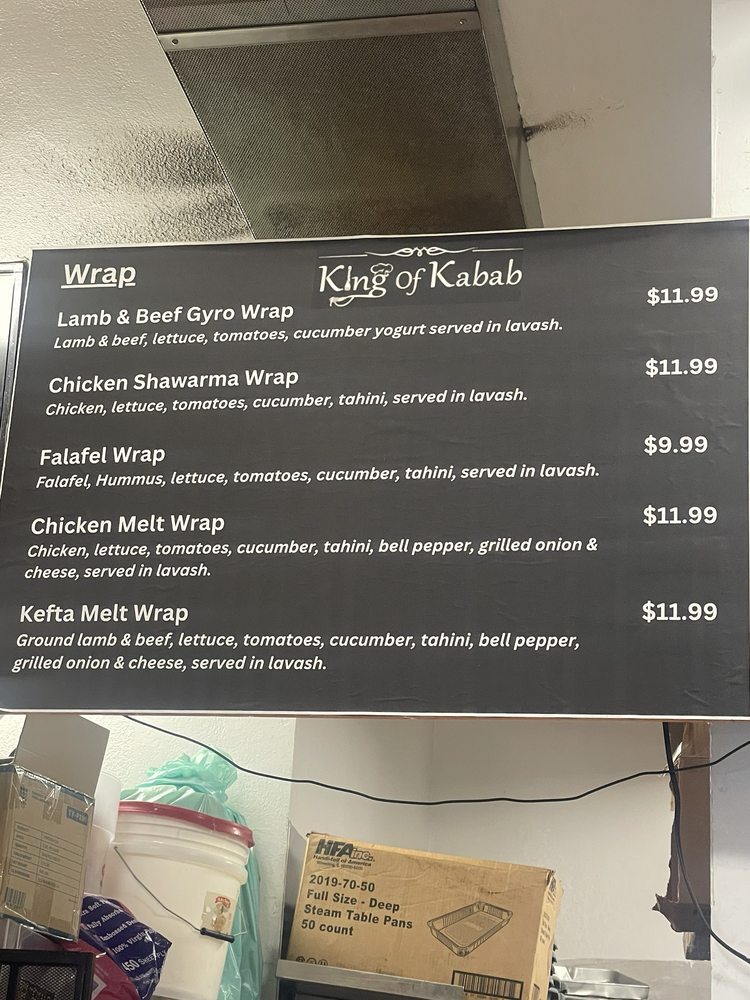 Wrap
King of Kabab
Lamb & Beef Gyro Wrap
$11.99
Lamb & beef, lettuce, tomatoes, cucumber yogurt served in lavash.
Chicken Shawarma Wrap
$11.99
Chicken, lettuce, tomatoes, cucumber, tahini, served in lavash.
Falafel Wrap
$9.99
Falafel, Hummus, lettuce, tomatoes, cucumber, tahini, served in lavash.
Chicken Melt Wrap
$11.99
Chicken, lettuce, tomatoes, cucumber, tahini, bell pepper, grilled onion &
cheese, served in lavash.
Kefta Melt Wrap
$11.99
Ground lamb & beef, lettuce, tomatoes, cucumber, tahini, bell pepper,
grilled onion & cheese, served in lavash.
HFA inc.
Handi-foil of America
2019-70-50
Full Size - Deep
Steam Table Pans
50 count